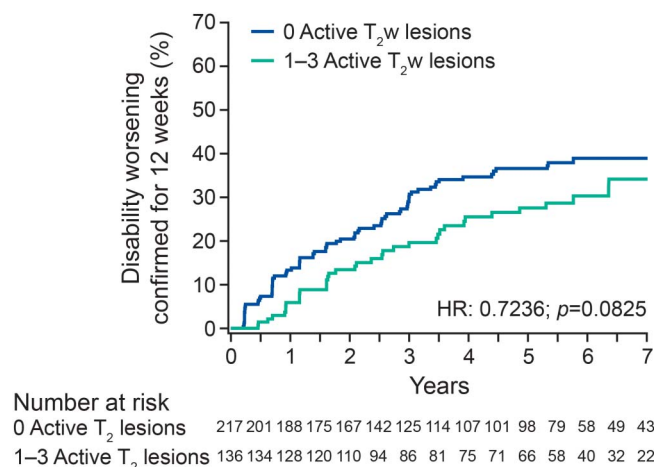 70
60
50
40
30
20
10
0
Disability worsening
confirmed for 12 weeks (%)
0 Active T₂w lesions
1–3 Active T₂w lesions
HR: 0.7236; p=0.0825
0 1 2 3 4 5 6 7
Years
Number at risk
0 Active T₂ lesions 217 201 188 175 167 142 125 114 107 101 98 79 58 49 43
1–3 Active T₂ lesions 136 134 128 120 110 94 86 81 75 71 66 58 40 32 22